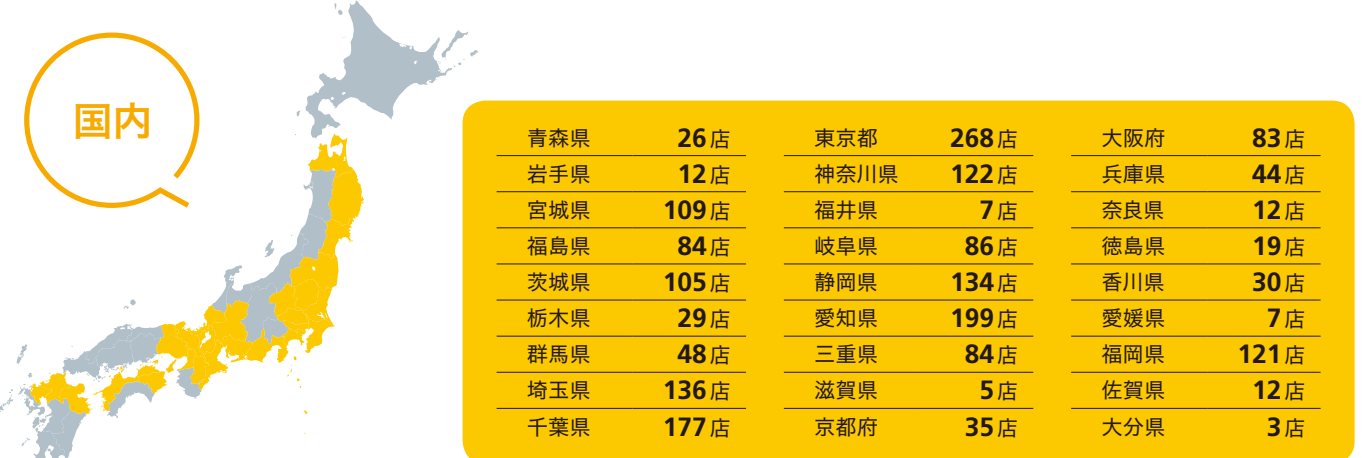 国内
青森県 26店
岩手県 12店
宮城県 109店
福島県 84店
茨城県 105店
栃木県 29店
群馬県 48店
埼玉県 136店
千葉県 177店
東京都 268店
神奈川県 122店
福井県 7店
岐阜県 86店
静岡県 134店
愛知県 199店
三重県 84店
滋賀県 5店
京都府 35店
大阪府 83店
兵庫県 44店
奈良県 12店
徳島県 19店
香川県 30店
愛媛県 7店
福岡県 121店
佐賀県 12店
大分県 3店